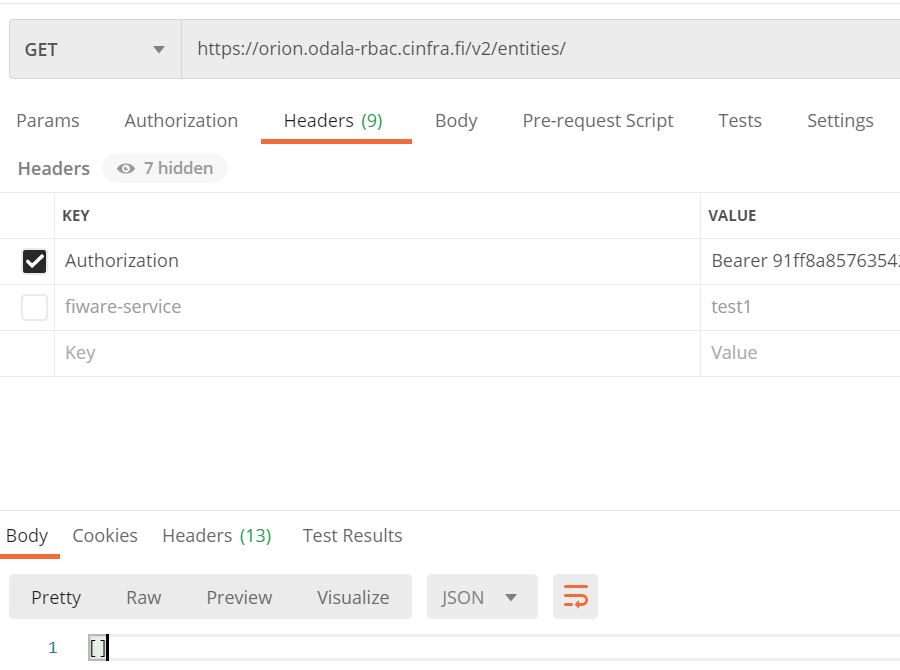 GET https://orion.odala-rbac.cinfra.fi/v2/entities/
Params Authorization Headers (9) Body Pre-request Script Tests Settings
Headers 7 hidden
KEY VALUE
Authorization Bearer 91ff8a85763542
fiware-service test1
Key Value
Body Cookies Headers (13) Test Results
Pretty Raw Preview Visualize JSON
1 []